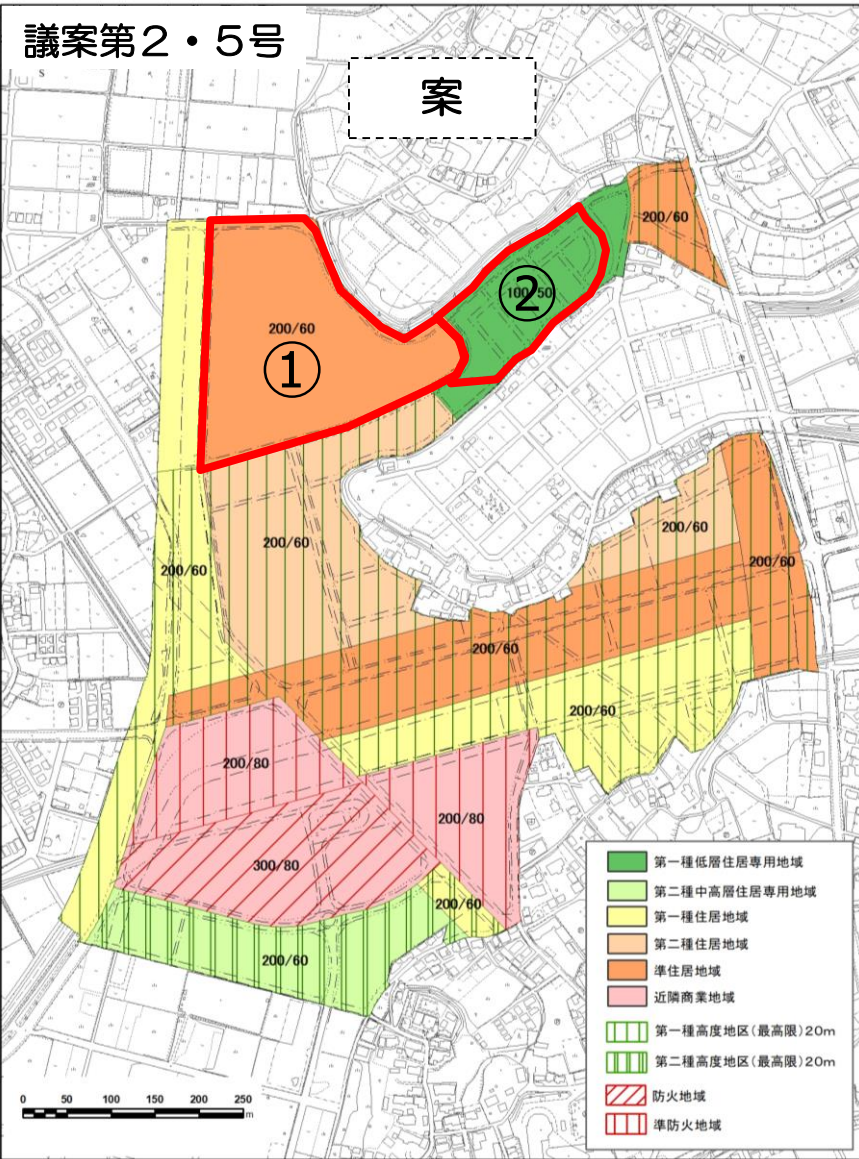 議案第２・５号
案
200/60
200/60
①
100/50
②
200/60
200/60
200/60
200/60
200/60
200/60
200/80
200/80
300/80
200/60
200/60
第一種低層住居専用地域
第二種中高層住居専用地域
第一種住居地域
第二種住居地域
準住居地域
近隣商業地域
第一種高度地区(最高限)20m
第二種高度地区(最高限)20m
防火地域
準防火地域
0 50 100 150 200 250
m